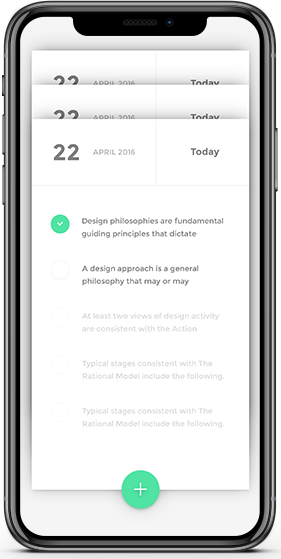 22 APRIL 2016 Today
22 APRIL 2016 Today
22 APRIL 2016 Today
Design philosophies are fundamental
guiding principles that dictate
A design approach is a general
philosophy that may or may
At least two views of design activity
are consistent with the Action
Typical stages consistent with The
Rational Model include the following.
Typical stages consistent with The
Rational Model include the following.